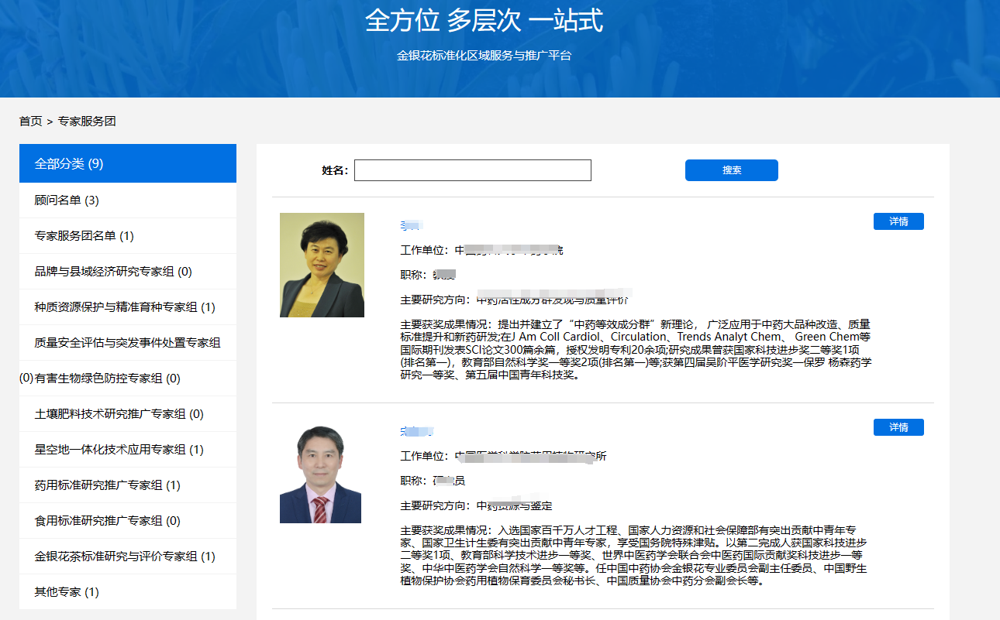 全方位 多层次 一站式
金银花标准化区域服务与推广平台
首页 > 专家服务团
全部分类 (9)
顾问名单 (3)
专家服务团名单 (1)
品牌与县域经济研究专家组 (0)
种质资源保护与精准育种专家组 (1)
质量安全评估与突发事件处置专家组
(0)有害生物绿色防控专家组 (0)
土壤肥料技术研究推广专家组 (0)
星空地一体化技术应用专家组 (1)
药用标准研究推广专家组 (1)
食用标准研究推广专家组 (0)
金银花茶标准研究与评价专家组 (1)
其他专家 (1)
姓名：
搜索
详情
工作单位：中
职称：
主要研究方向：中药活性成分群发现与质量评价
主要获奖成果情况：提出并建立了“中药等效成分群”新理论， 广泛应用于中药大品种改造、质量
标准提升和新药研发;在J Am Coll Cardiol、Circulation、Trends Analyt Chem、 Green Chem等
国际期刊发表SCI论文300篇余篇，授权发明专利20余项;研究成果曾获国家科技进步奖二等奖1项
(排名第一)，教育部自然科学奖一等奖2项(排名第一)等;获第四届吴阶平医学研究奖—保罗 杨森药学
研究一等奖、第五届中国青年科技奖。
详情
工作单位：
职称：
主要研究方向：中药资源与鉴定
主要获奖成果情况：入选国家百千万人才工程、国家人力资源和社会保障部有突出贡献中青年专
家、国家卫生计生委有突出贡献中青年专家，享受国务院特殊津贴。以第二完成人获国家科技进步
二等奖1项、教育部科学技术进步一等奖、世界中医药学会联合会中医药国际贡献奖科技进步一等
奖、中华中医药学会自然科学一等奖等。任中国中药协会金银花专业委员会副主任委员、中国野生
植物保护协会药用植物保育委员会秘书长、中国质量协会中药分会副会长等。